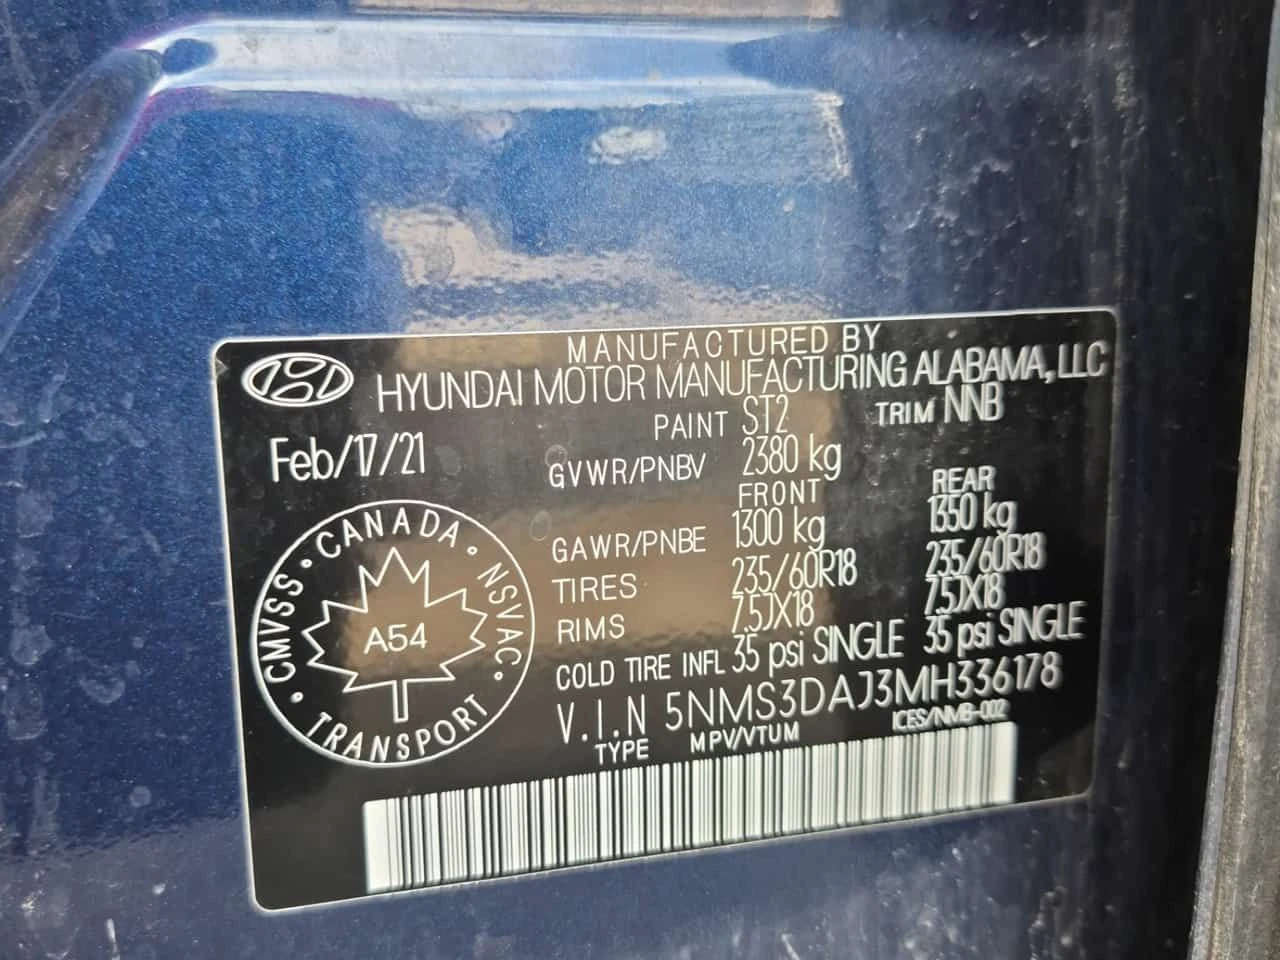 MANUFACTURED BY
HYUNDAI MOTOR MANUFACTURING ALABAMA, LLC
PAINT ST2 TRIM NNB
Feb/17/21
GVWR/PNBV 2380 kg
FRONT REAR
GAWR/PNBE 1300 kg 1350 kg
TIRES 235/60R18 235/60R18
RIMS 7.5JX18 7.5JX18
COLD TIRE INFL 35 psi SINGLE 35 psi SINGLE
V.I.N 5NMS3DAJ3MH336178
TYPE MPV/VTUM ICES/NMB-002
CANADA · NSVAC · TRANSPORT · CMVSS ·
A54